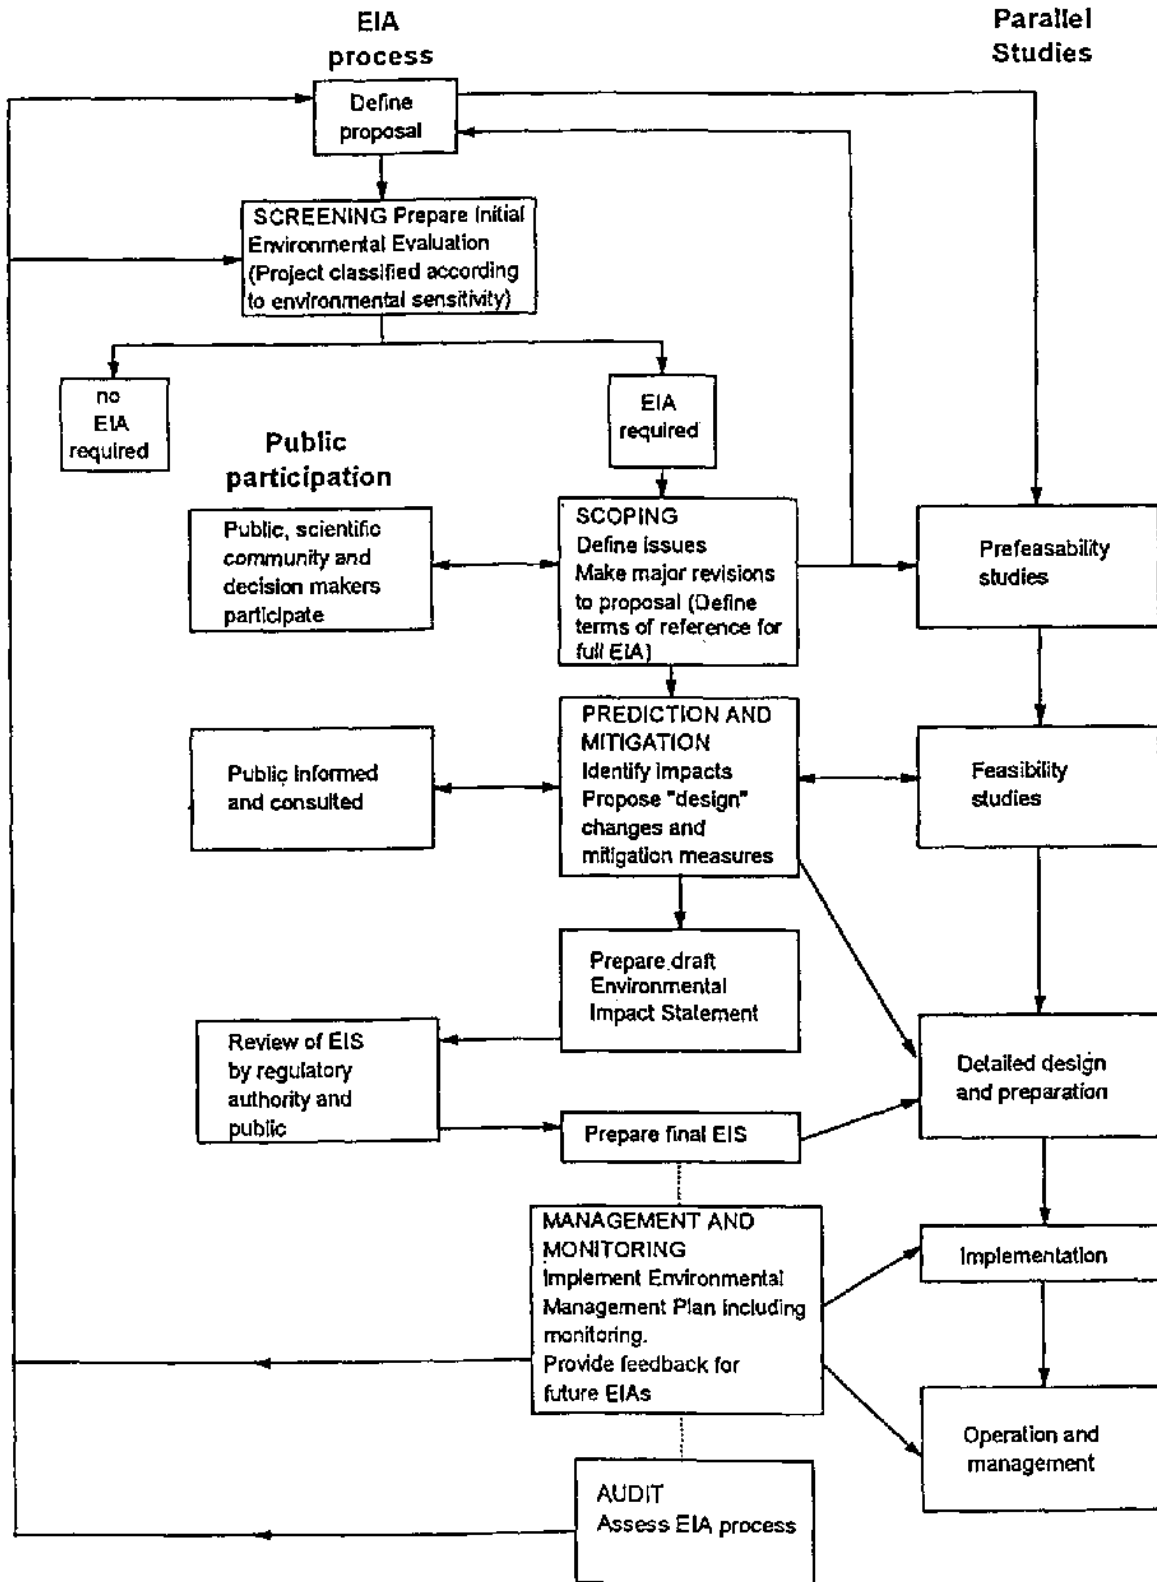 EIA
process
Parallel
Studies
Define
proposal
SCREENING Prepare Initial
Environmental Evaluation
(Project classified according
to environmental sensitivity)
no
EIA
required
EIA
required
Public
participation
Public, scientific
community and
decision makers
participate
SCOPING
Define issues
Make major revisions
to proposal (Define
terms of reference for
full EIA)
Prefeasability
studies
Public informed
and consulted
PREDICTION AND
MITIGATION
Identify impacts
Propose "design"
changes and
mitigation measures
Feasibility
studies
Prepare draft
Environmental
Impact Statement
Review of EIS
by regulatory
authority and
public
Prepare final EIS
Detailed design
and preparation
MANAGEMENT AND
MONITORING
Implement Environmental
Management Plan including
monitoring.
Provide feedback for
future EIAs
Implementation
Operation and
management
AUDIT
Assess EIA process